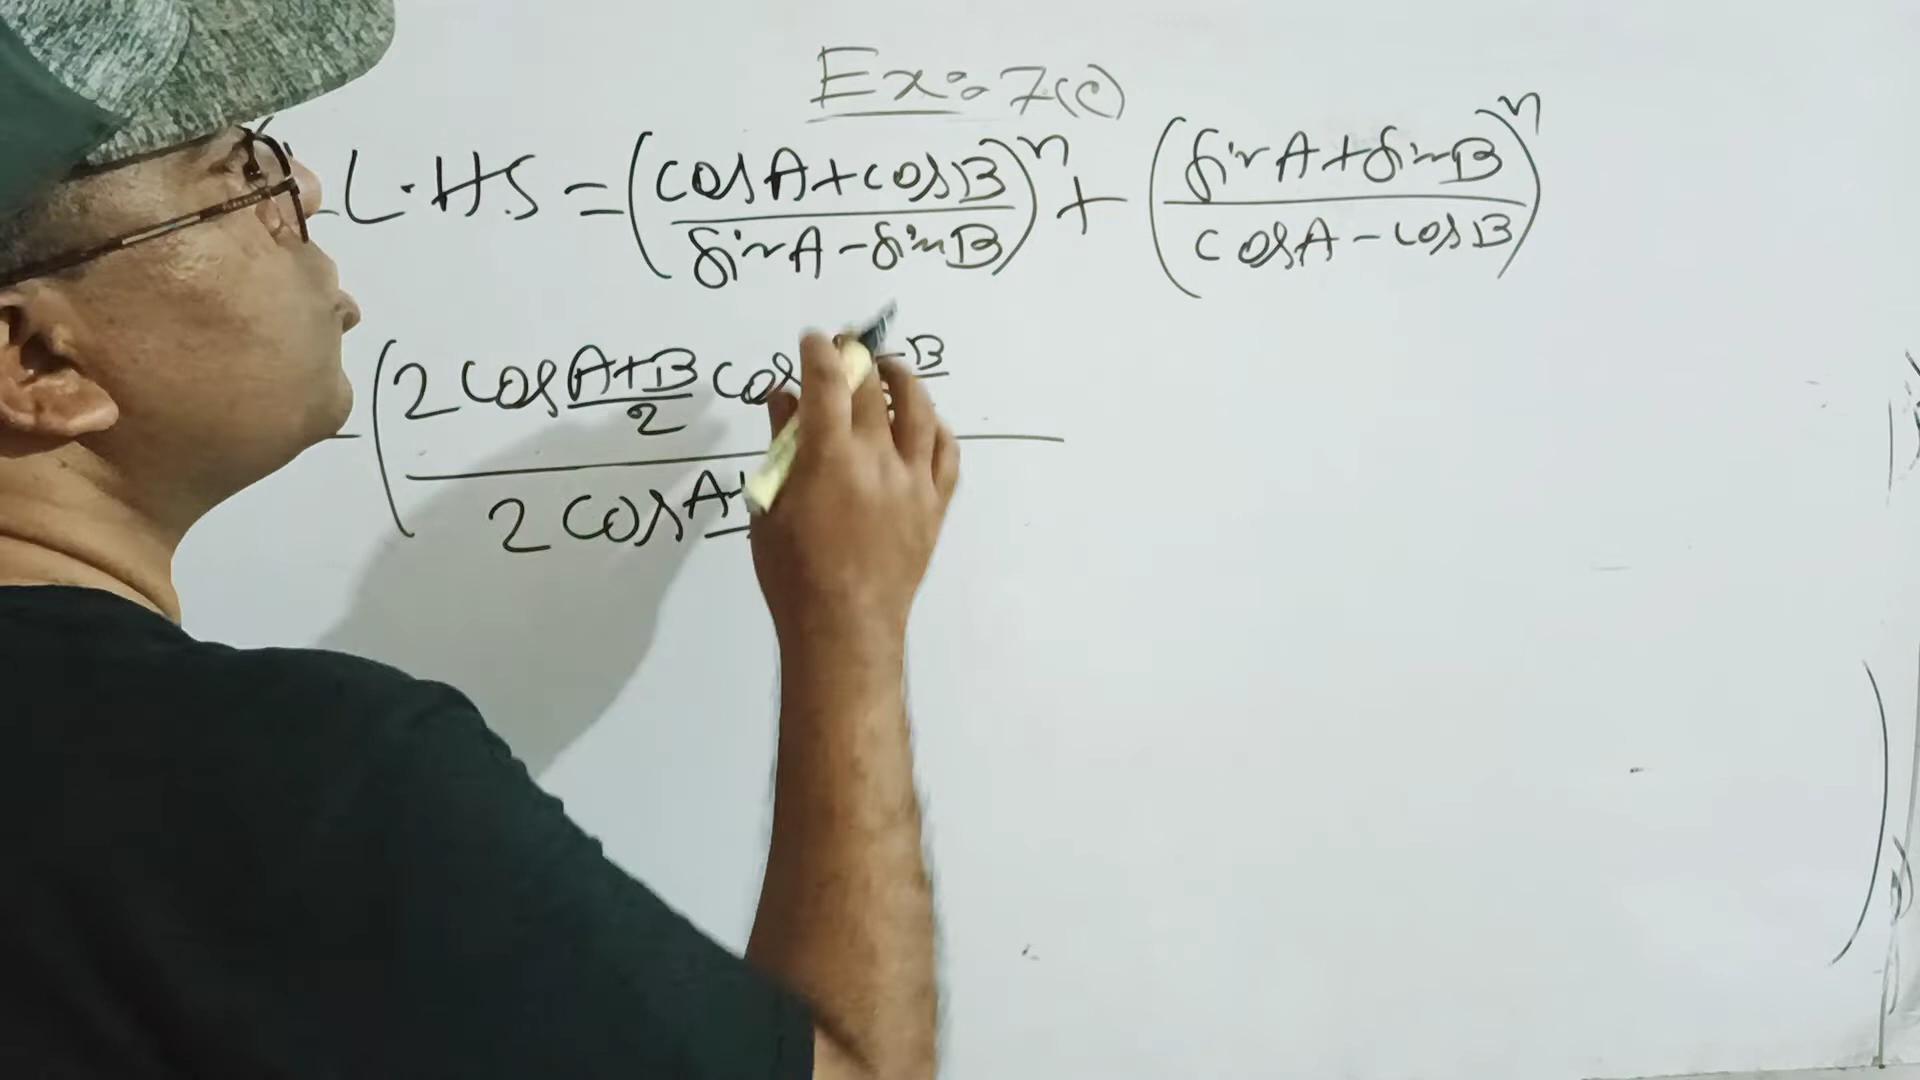 Ex: 7(c)
L.H.S = (cosA+cosB / sinA-sinB)^n + (sinA+sinB / cosA-cosB)^n
(2 cos A+B/2 cos -B
2 cos A+